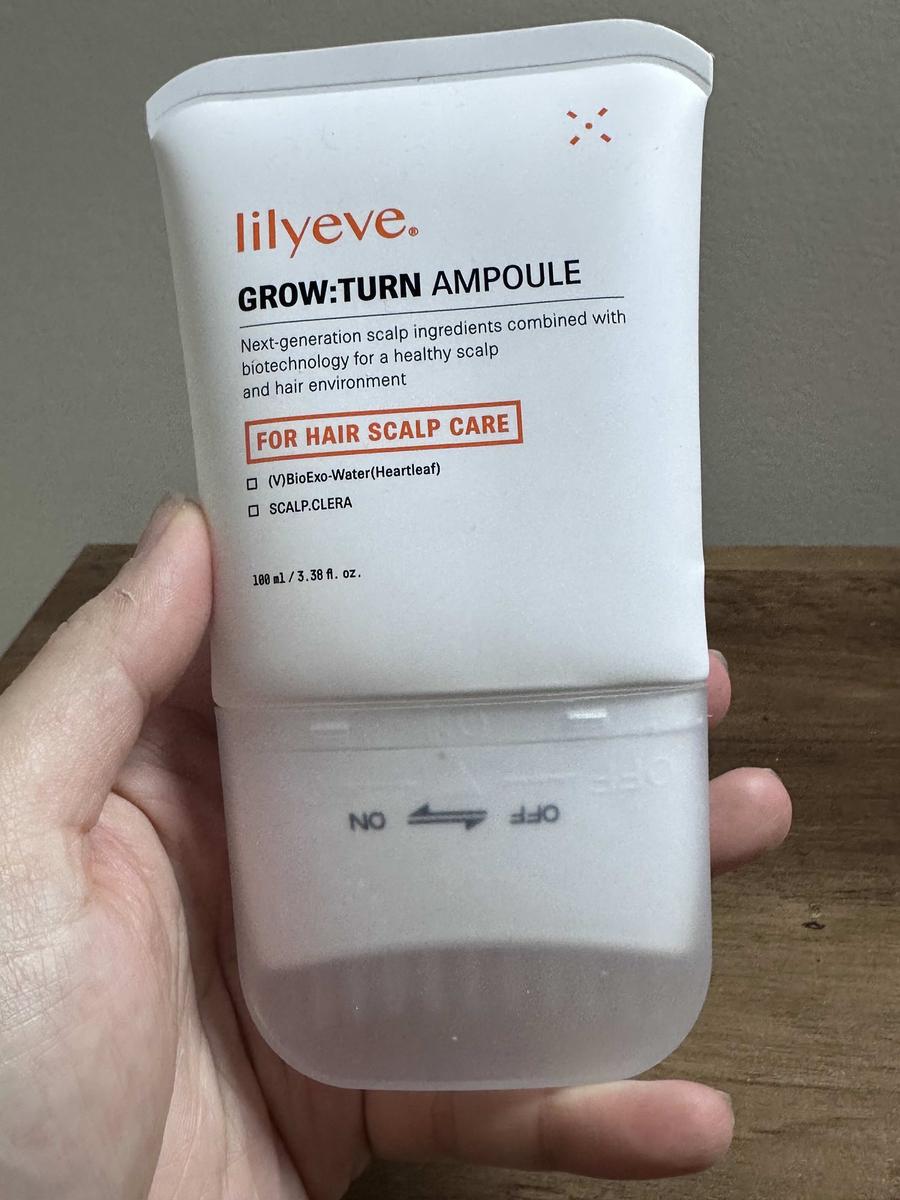 lilyeve®
GROW:TURN AMPOULE
Next-generation scalp ingredients combined with
biotechnology for a healthy scalp
and hair environment
FOR HAIR SCALP CARE
(V)BioExo-Water(Heartleaf)
SCALP.CLERA
100 ml / 3.38 fl. oz.
OFF
ON OFF